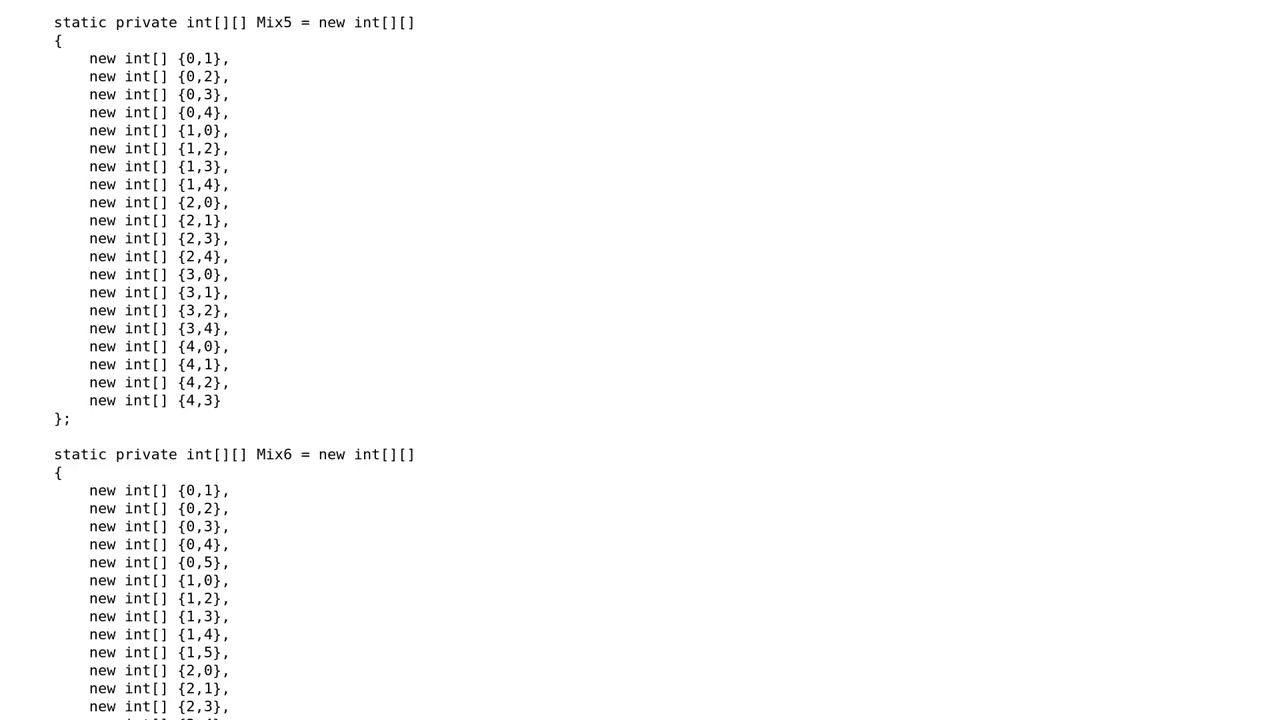 static private int[][] Mix5 = new int[][]
{
    new int[] {0,1},
    new int[] {0,2},
    new int[] {0,3},
    new int[] {0,4},
    new int[] {1,0},
    new int[] {1,2},
    new int[] {1,3},
    new int[] {1,4},
    new int[] {2,0},
    new int[] {2,1},
    new int[] {2,3},
    new int[] {2,4},
    new int[] {3,0},
    new int[] {3,1},
    new int[] {3,2},
    new int[] {3,4},
    new int[] {4,0},
    new int[] {4,1},
    new int[] {4,2},
    new int[] {4,3}
};

static private int[][] Mix6 = new int[][]
{
    new int[] {0,1},
    new int[] {0,2},
    new int[] {0,3},
    new int[] {0,4},
    new int[] {0,5},
    new int[] {1,0},
    new int[] {1,2},
    new int[] {1,3},
    new int[] {1,4},
    new int[] {1,5},
    new int[] {2,0},
    new int[] {2,1},
    new int[] {2,3},